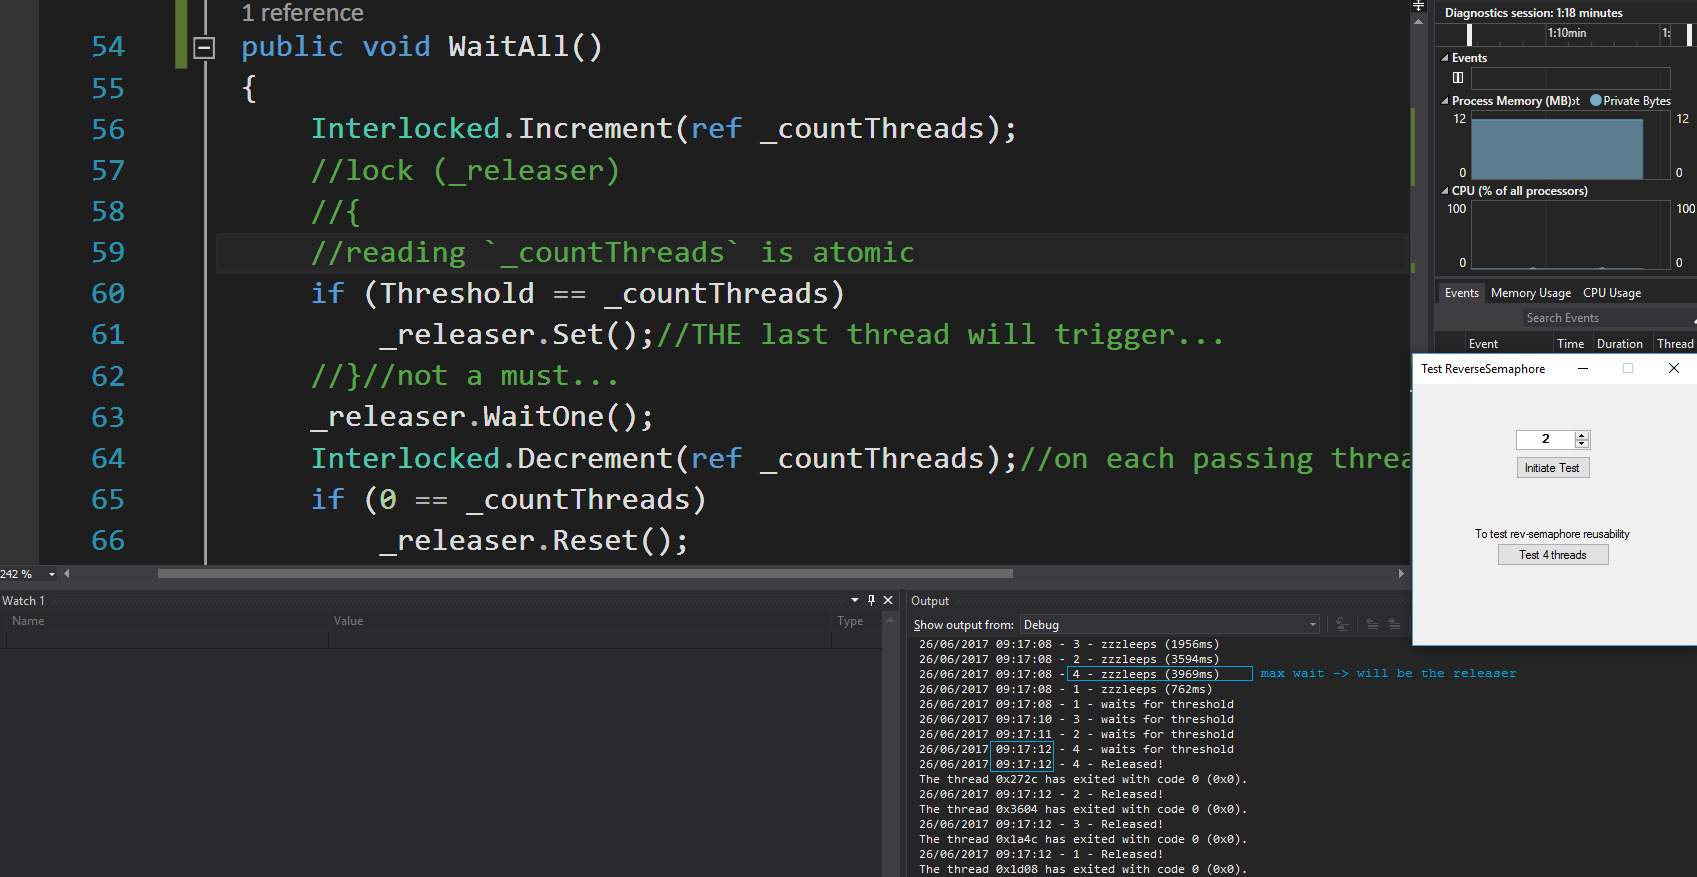 1 reference
54 public void WaitAll()
55 {
56 Interlocked.Increment(ref _countThreads);
57 //lock (_releaser)
58 //{
59 //reading `_countThreads` is atomic
60 if (Threshold == _countThreads)
61 _releaser.Set();//THE last thread will trigger...
62 //}//not a must...
63 _releaser.WaitOne();
64 Interlocked.Decrement(ref _countThreads);//on each passing threa
65 if (0 == _countThreads)
66 _releaser.Reset();
242 %
Diagnostics session: 1:18 minutes
1:10min 1:
Events
Process Memory (MB) Private Bytes
12 12
0 0
CPU (% of all processors)
100 100
0 0
Events Memory Usage CPU Usage
Search Events
Event Time Duration Thread
Test ReverseSemaphore
2
Initiate Test
To test rev-semaphore reusability
Test 4 threads
Watch 1
Name Value Type
Output
Show output from: Debug
26/06/2017 09:17:08 - 3 - zzzleeps (1956ms)
26/06/2017 09:17:08 - 2 - zzzleeps (3594ms)
26/06/2017 09:17:08 - 4 - zzzleeps (3969ms) max wait -> will be the releaser
26/06/2017 09:17:08 - 1 - zzzleeps (762ms)
26/06/2017 09:17:08 - 1 - waits for threshold
26/06/2017 09:17:10 - 3 - waits for threshold
26/06/2017 09:17:11 - 2 - waits for threshold
26/06/2017 09:17:12 - 4 - waits for threshold
26/06/2017 09:17:12 - 4 - Released!
The thread 0x272c has exited with code 0 (0x0).
26/06/2017 09:17:12 - 2 - Released!
The thread 0x3604 has exited with code 0 (0x0).
26/06/2017 09:17:12 - 3 - Released!
The thread 0x1a4c has exited with code 0 (0x0).
26/06/2017 09:17:12 - 1 - Released!
The thread 0x1d08 has exited with code 0 (0x0).